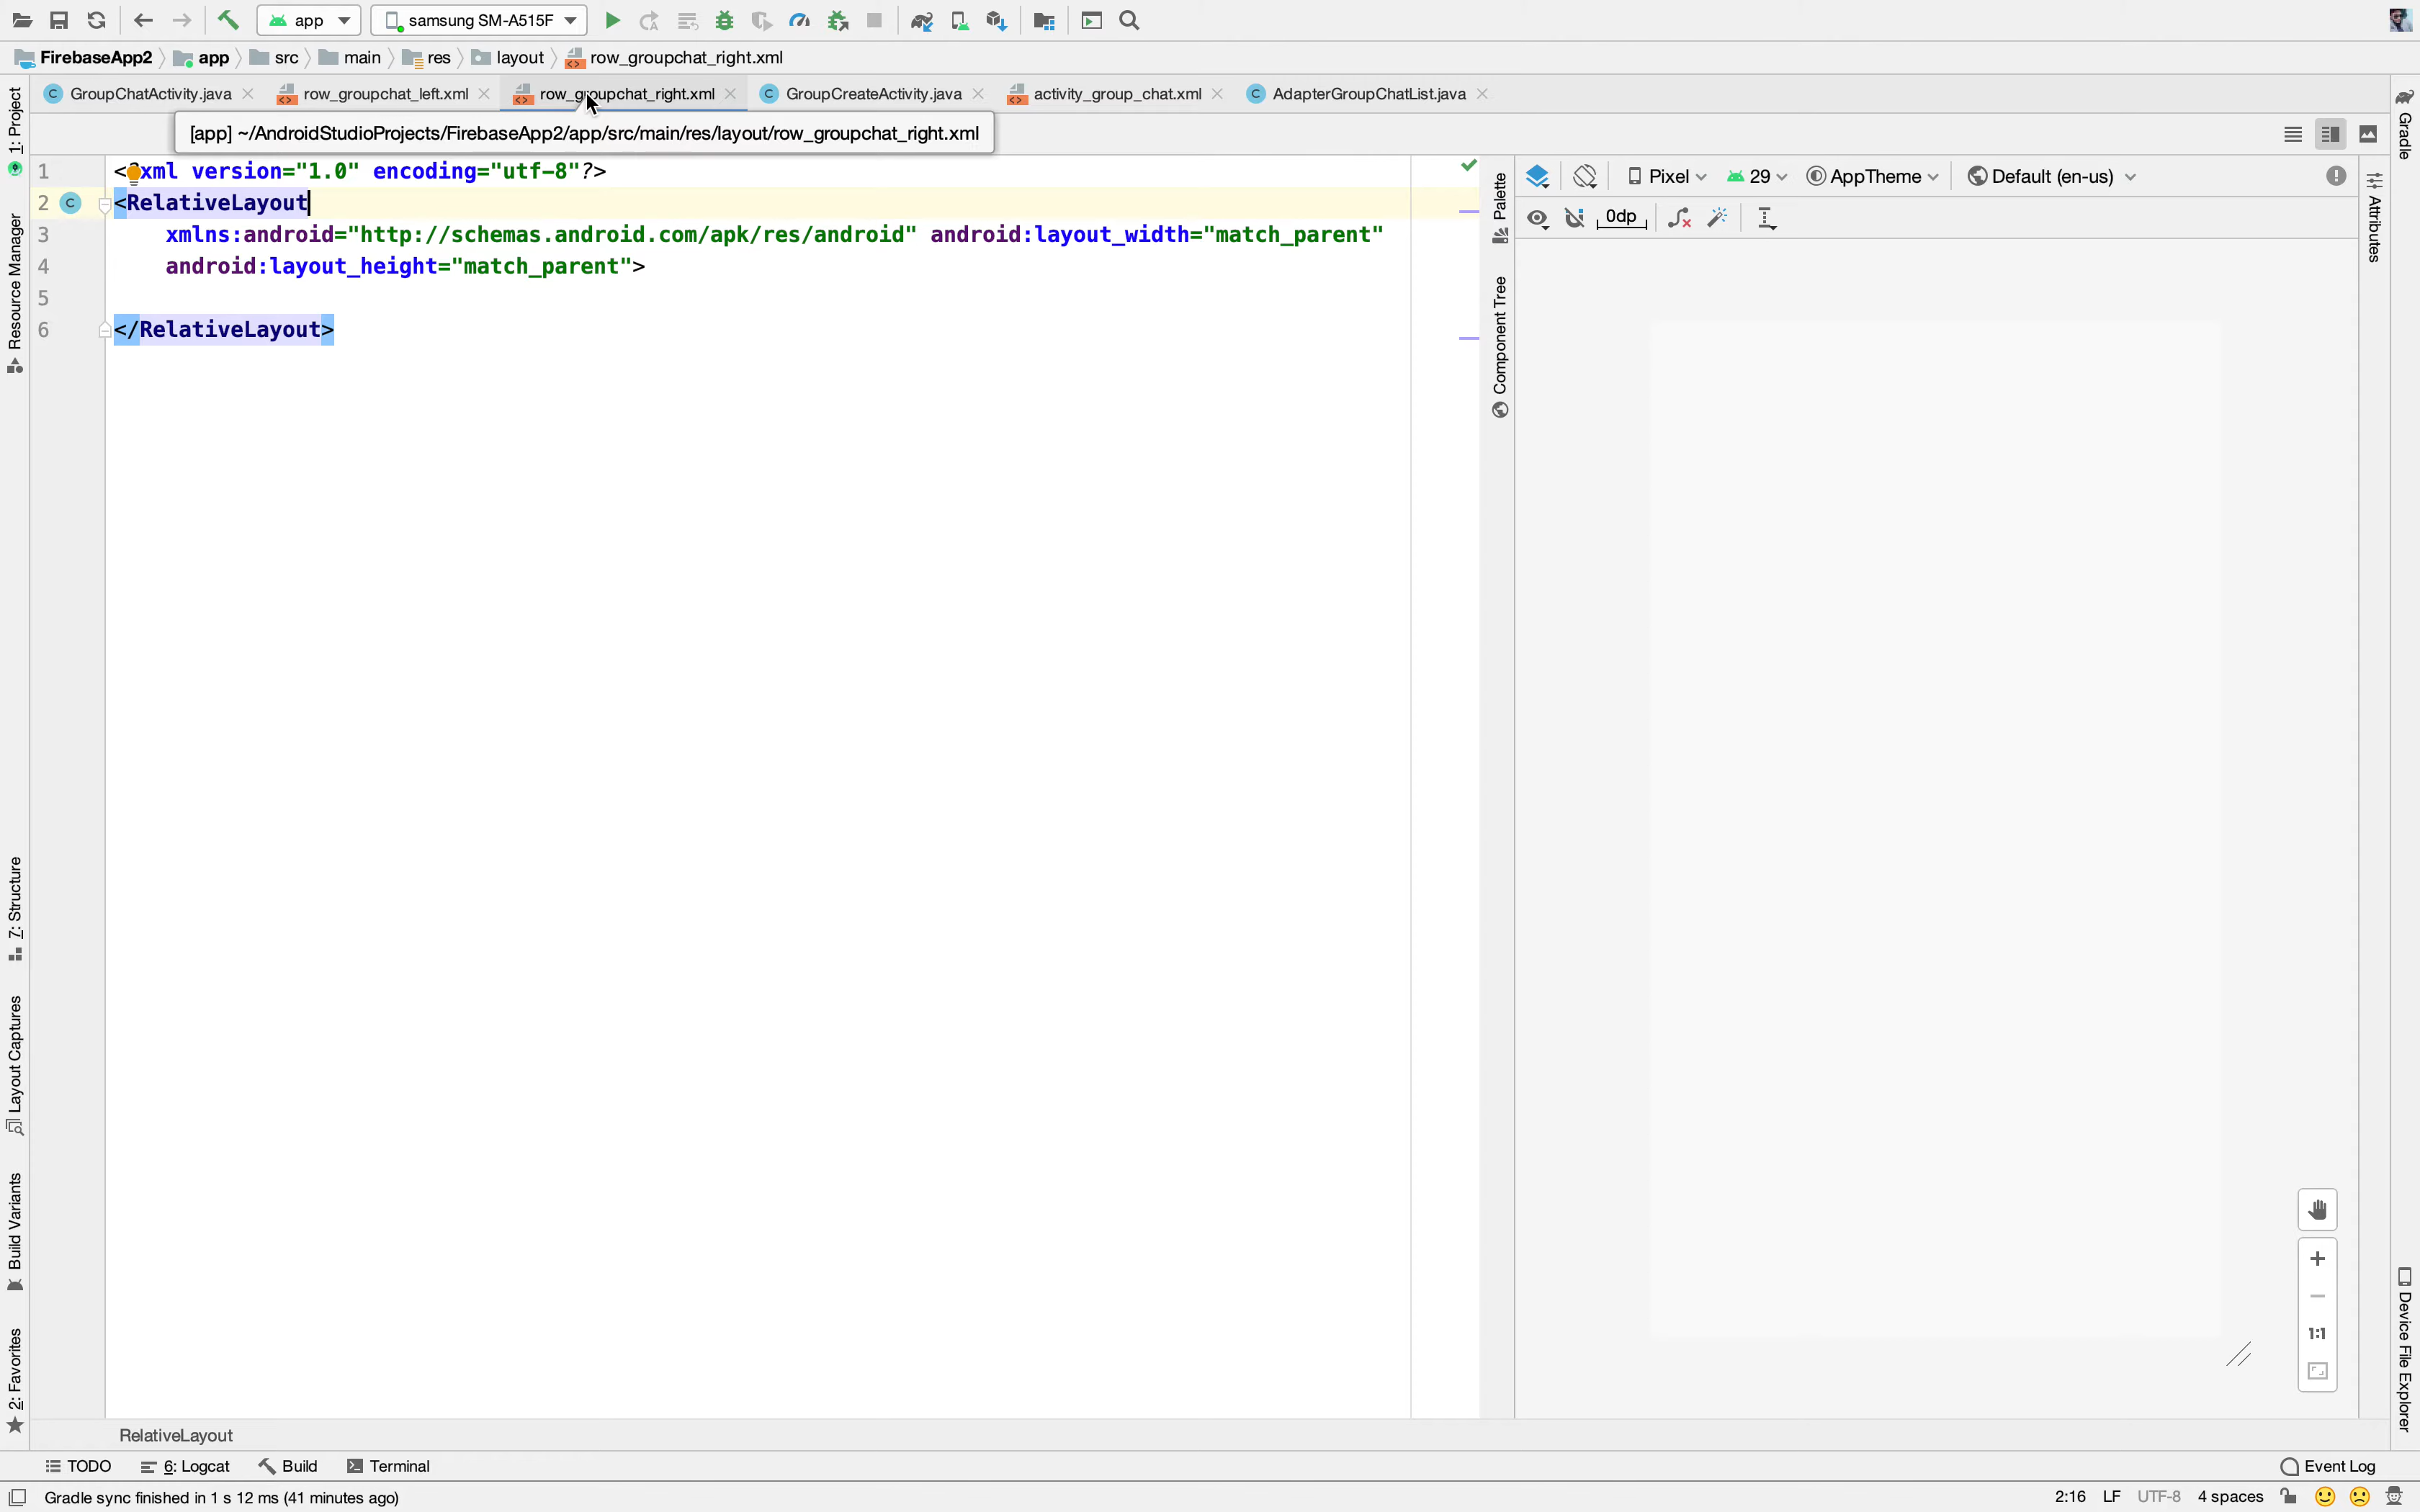 app
samsung SM-A515F
FirebaseApp2
app
src
main
res
layout
row_groupchat_right.xml
GroupChatActivity.java
row_groupchat_left.xml
row_groupchat_right.xml
GroupCreateActivity.java
activity_group_chat.xml
AdapterGroupChatList.java
[app] ~/AndroidStudioProjects/FirebaseApp2/app/src/main/res/layout/row_groupchat_right.xml
1: Project
Resource Manager
7: Structure
Layout Captures
Build Variants
2: Favorites
1 <?xml version="1.0" encoding="utf-8"?>
2 <RelativeLayout
3 xmlns:android="http://schemas.android.com/apk/res/android" android:layout_width="match_parent"
4 android:layout_height="match_parent">
5
6 </RelativeLayout>
Palette
Component Tree
Pixel
29
AppTheme
Default (en-us)
0dp
1:1
Gradle
Attributes
Device File Explorer
RelativeLayout
TODO
6: Logcat
Build
Terminal
Event Log
Gradle sync finished in 1 s 12 ms (41 minutes ago)
2:16
LF
UTF-8
4 spaces